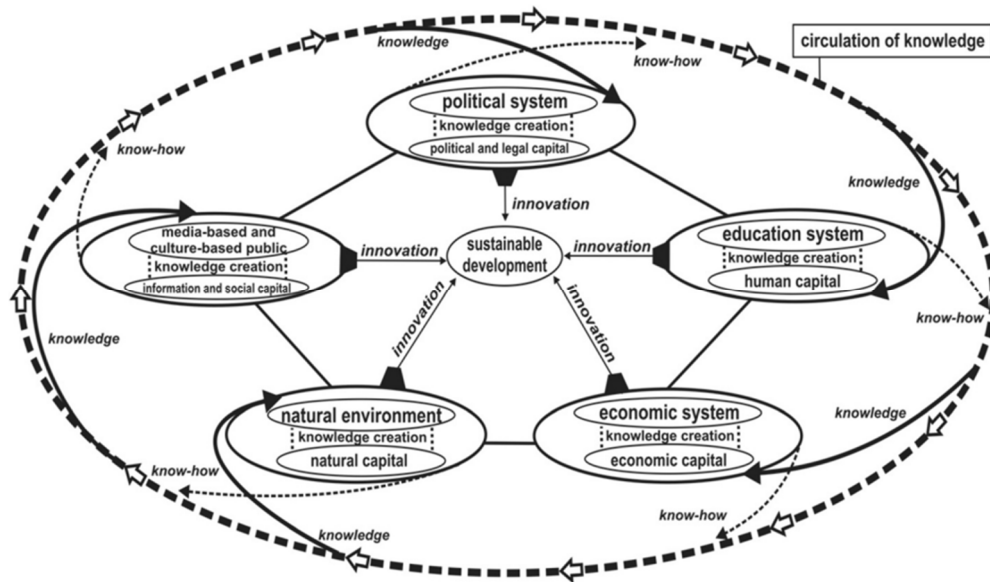 knowledge
know-how
circulation of knowledge
political system
knowledge creation
political and legal capital
know-how
innovation
knowledge
media-based and
culture-based public
knowledge creation
information and social capital
innovation
sustainable
development
innovation
education system
knowledge creation
human capital
know-how
knowledge
innovation
innovation
natural environment
knowledge creation
natural capital
economic system
knowledge creation
economic capital
knowledge
know-how
know-how
knowledge